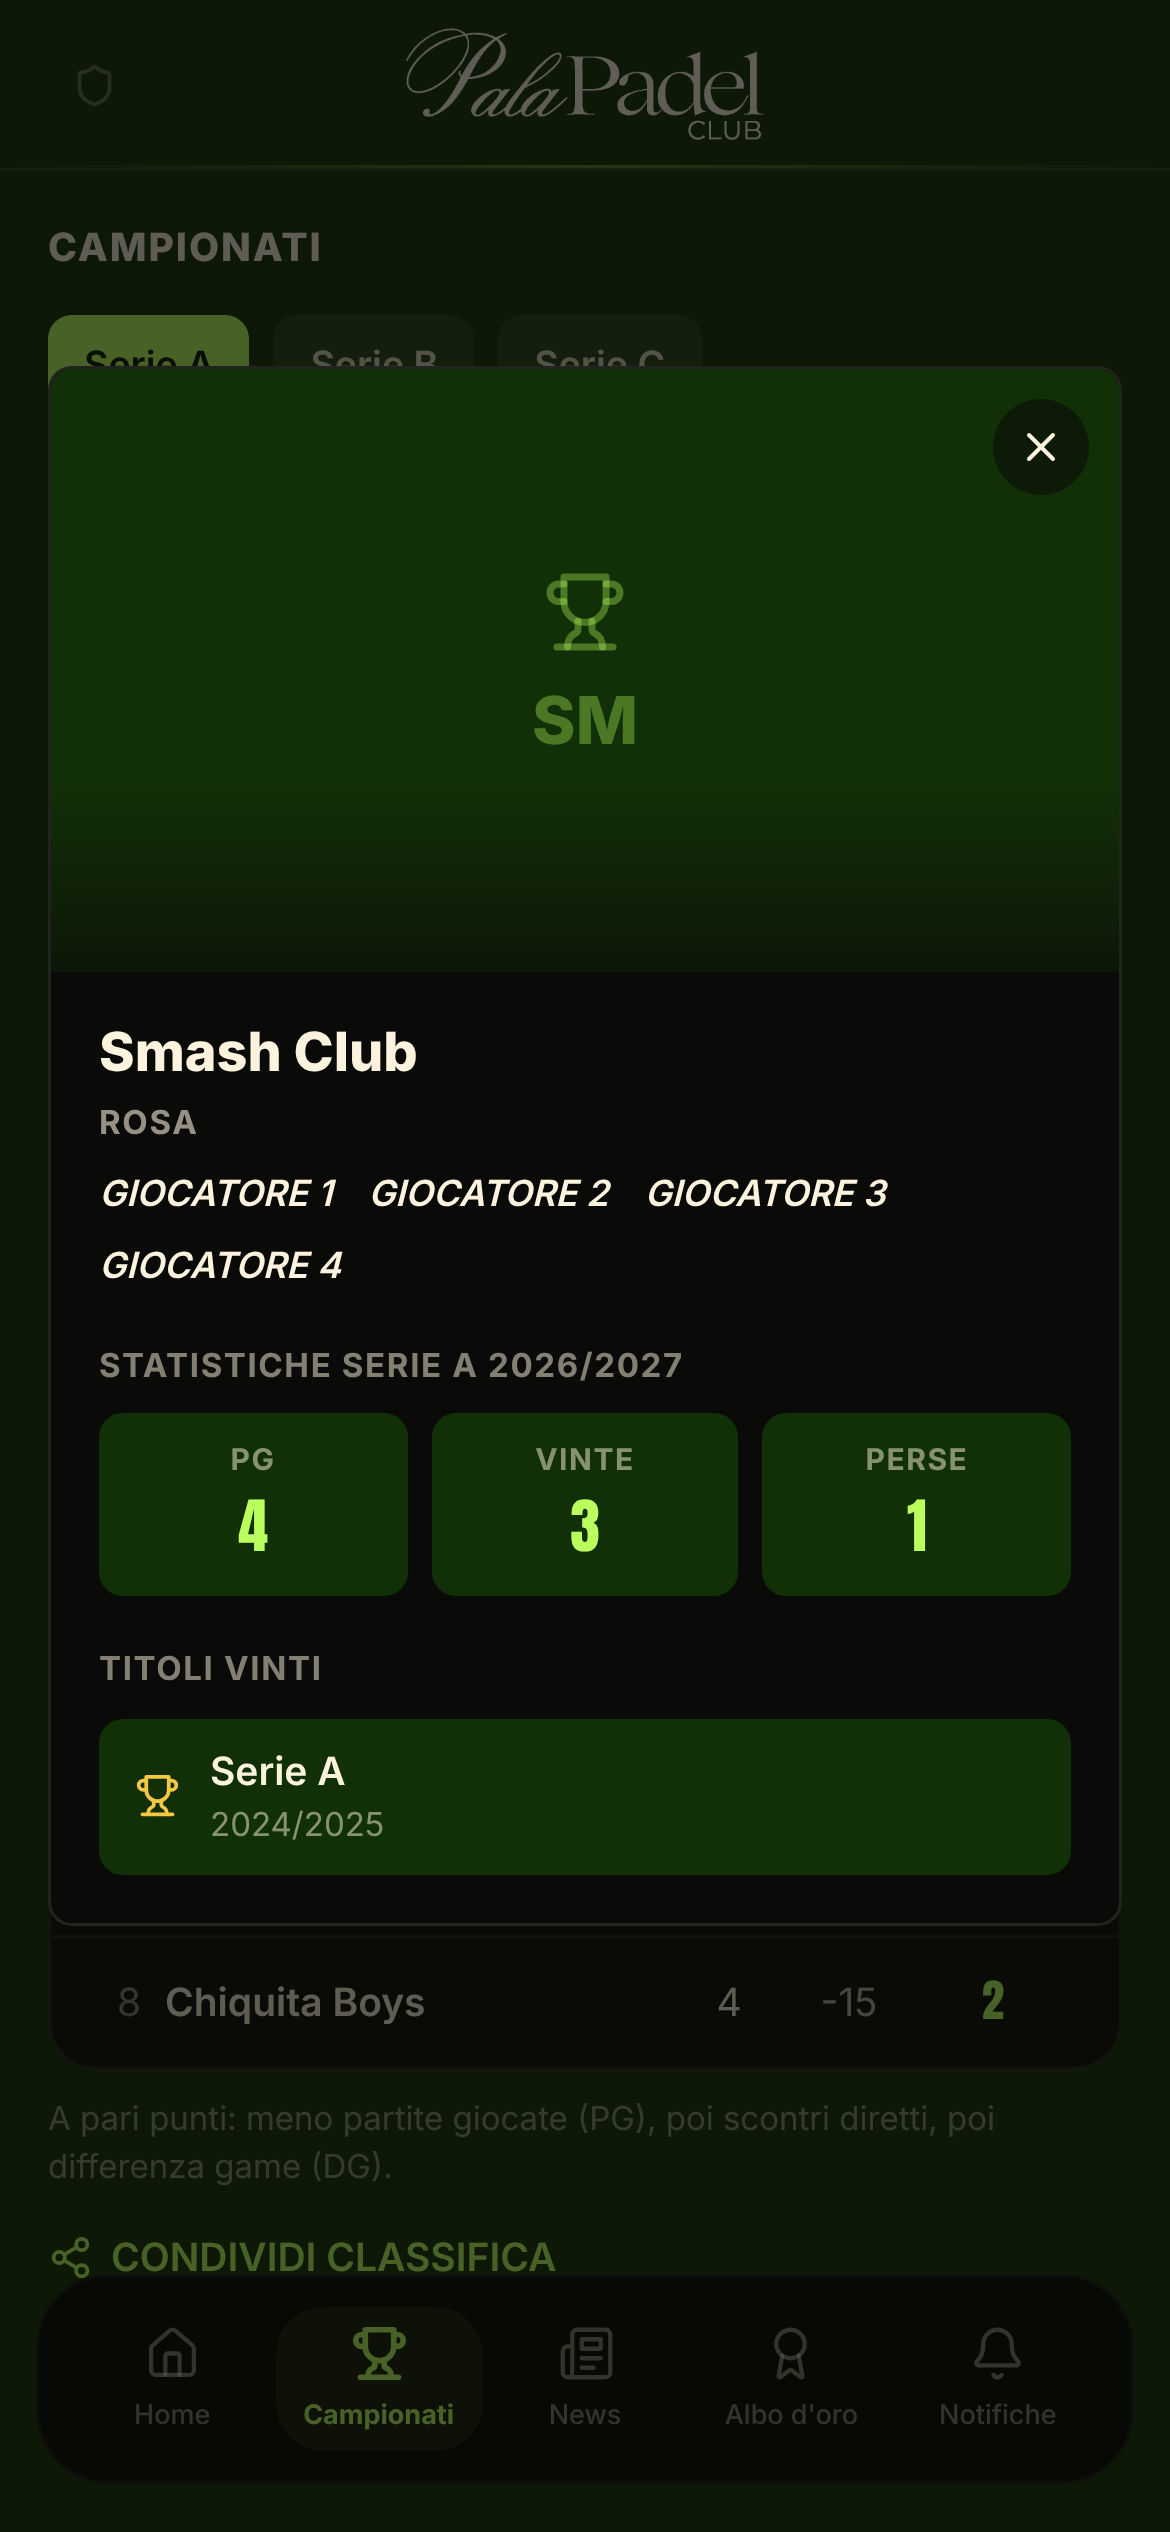 PalaPadel
CLUB
CAMPIONATI
Serie A Serie B Serie C
SM
Smash Club
ROSA
GIOCATORE 1 GIOCATORE 2 GIOCATORE 3
GIOCATORE 4
STATISTICHE SERIE A 2026/2027
PG VINTE PERSE
4 3 1
TITOLI VINTI
Serie A
2024/2025
8 Chiquita Boys 4 -15 2
A pari punti: meno partite giocate (PG), poi scontri diretti, poi
differenza game (DG).
CONDIVIDI CLASSIFICA
Home Campionati News Albo d'oro Notifiche